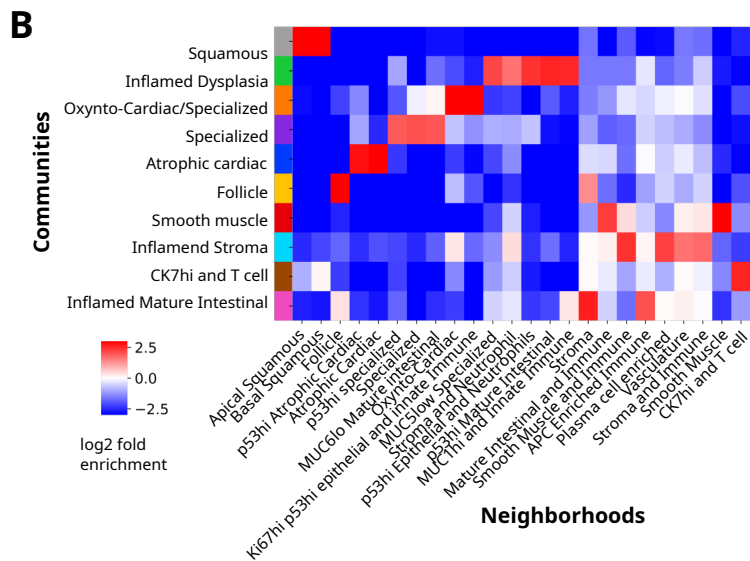 B
Communities
Squamous
Inflamed Dysplasia
Oxynto-Cardiac/Specialized
Specialized
Atrophic cardiac
Follicle
Smooth muscle
Inflamend Stroma
CK7hi and T cell
Inflamed Mature Intestinal
2.5
0.0
−2.5
log2 fold
enrichment
Apical Squamous
Basal Squamous
Follicle
p53hi Atrophic Cardiac
Atrophic Cardiac
p53hi specialized
Specialized
MUC6lo Mature intestinal
Oxynto-Cardiac
Ki67hi p53hi epithelial and innate Immune
MUC5low Specialized
Stroma and Neutrophil
p53hi Epithelial and Neutrophils
p53hi Mature Intestinal
MUC1hi and Innate Immune
Stroma
Mature Intestinal and Immune
Smooth Muscle and Immune
APC Enriched Immune
Plasma cell enriched
Vasculature
Stroma and Immune
Smooth Muscle
CK7hi and T cell
Neighborhoods